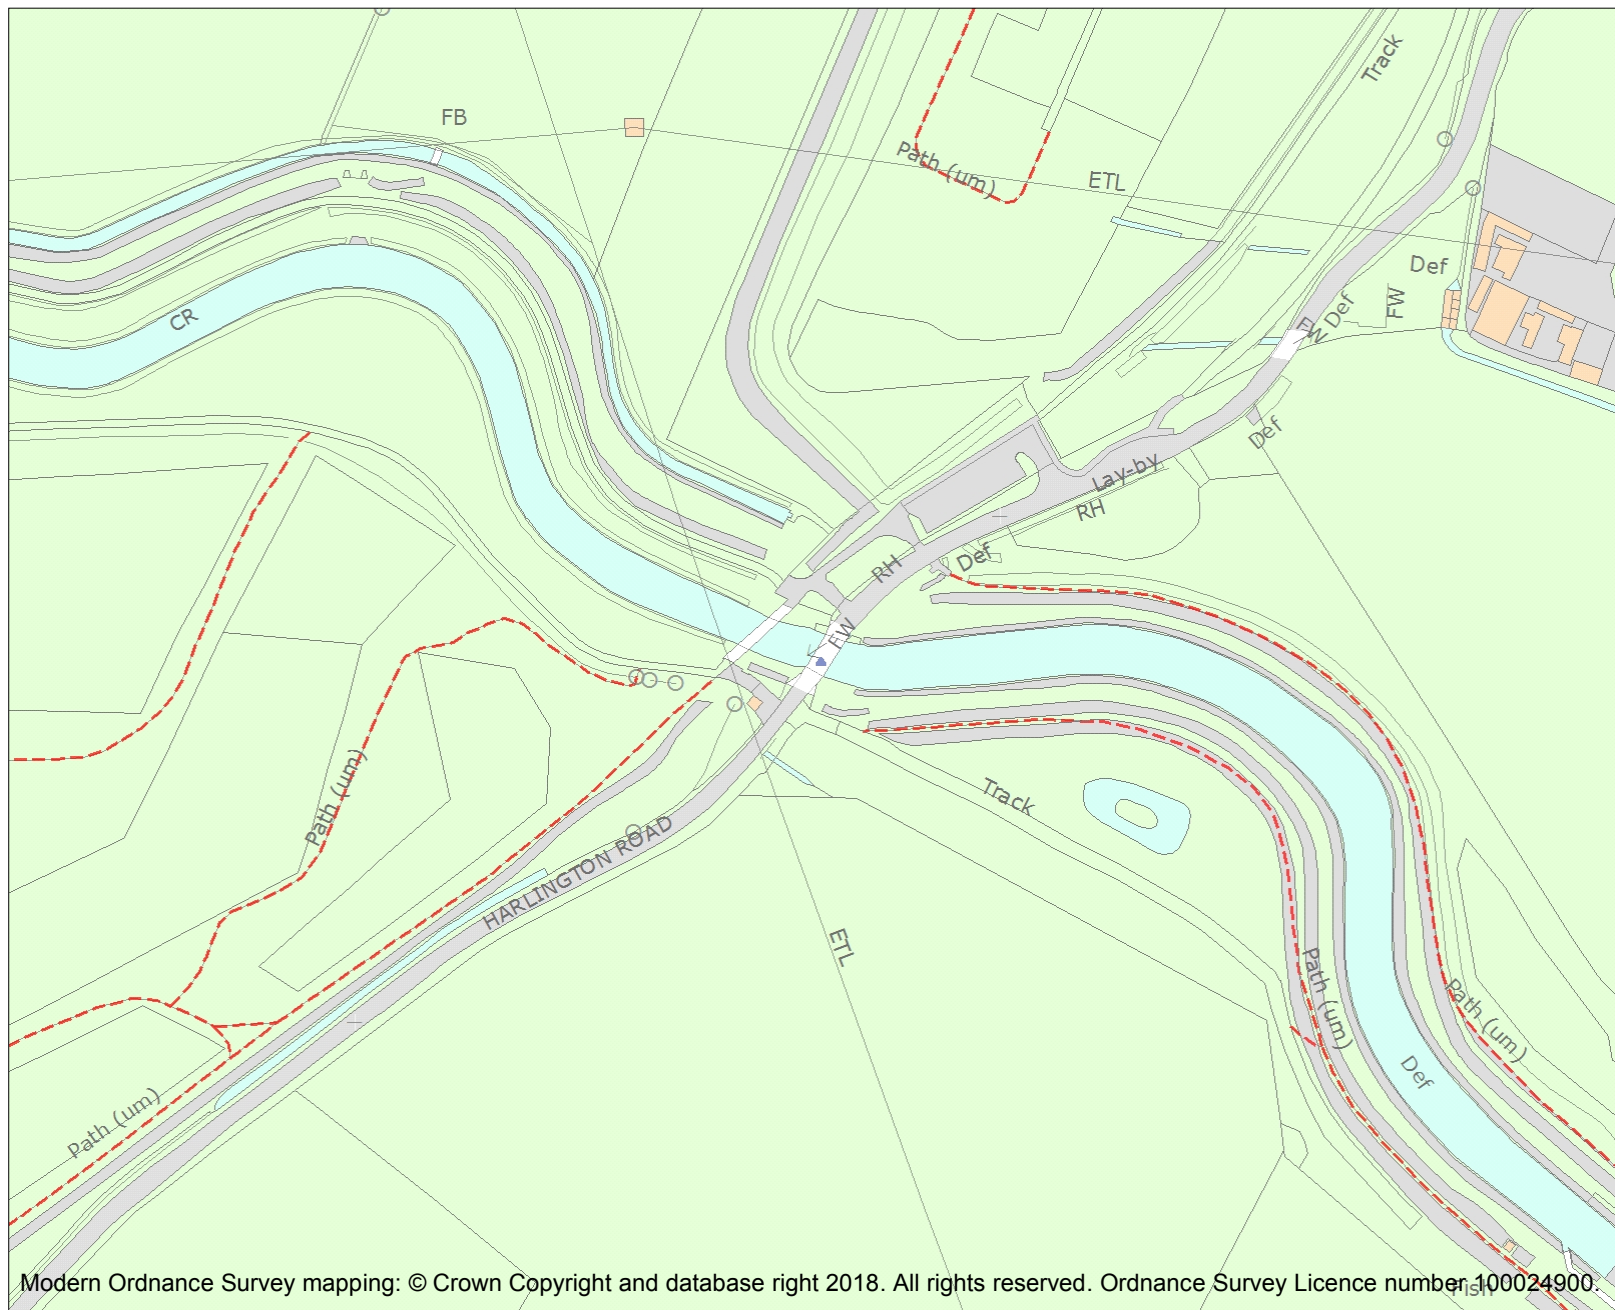 Track
FB
Path (um)
ETL
Def
FW
Def
FW
CR
Def
Lay-by
RH
Def
RH
FW
Path (um)
Track
HARLINGTON ROAD
ETL
Path (um)
Path (um)
Def
Path (um)
Modern Ordnance Survey mapping: © Crown Copyright and database right 2018. All rights reserved. Ordnance Survey Licence number 100024900.
Fish